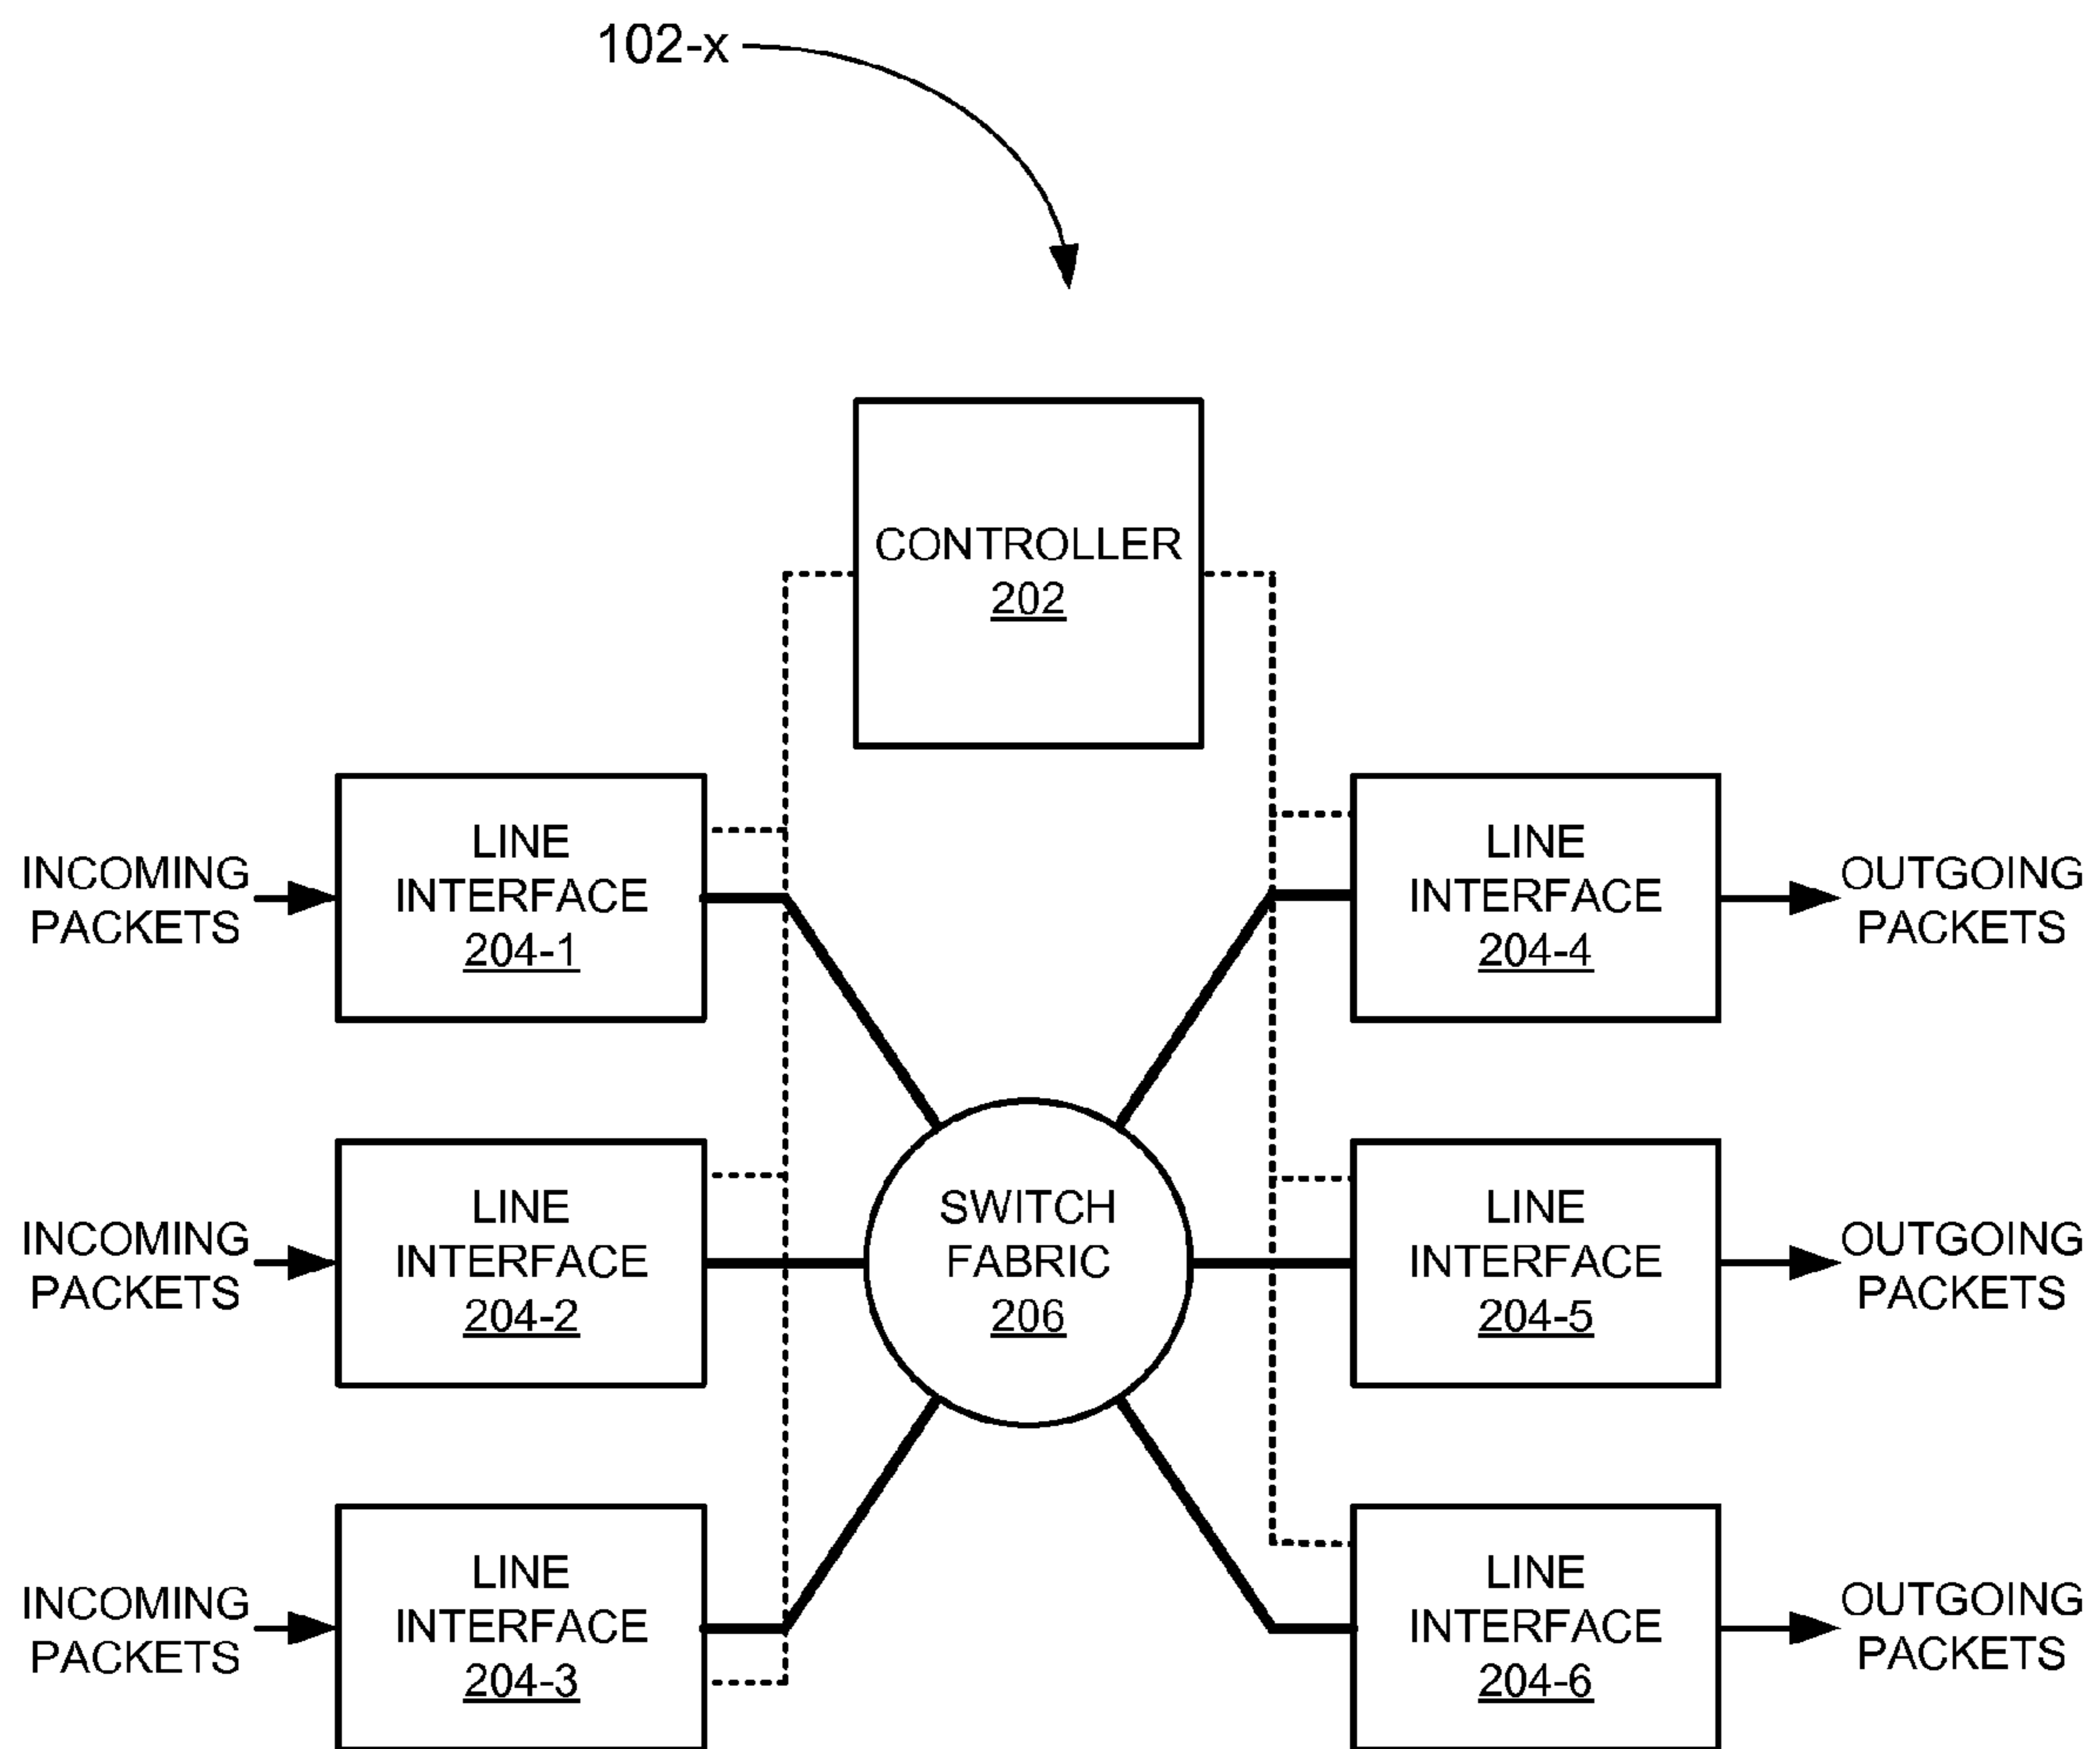 102-x
CONTROLLER
202
INCOMING
PACKETS
LINE
INTERFACE
204-1
LINE
INTERFACE
204-4
OUTGOING
PACKETS
INCOMING
PACKETS
LINE
INTERFACE
204-2
SWITCH
FABRIC
206
LINE
INTERFACE
204-5
OUTGOING
PACKETS
INCOMING
PACKETS
LINE
INTERFACE
204-3
LINE
INTERFACE
204-6
OUTGOING
PACKETS